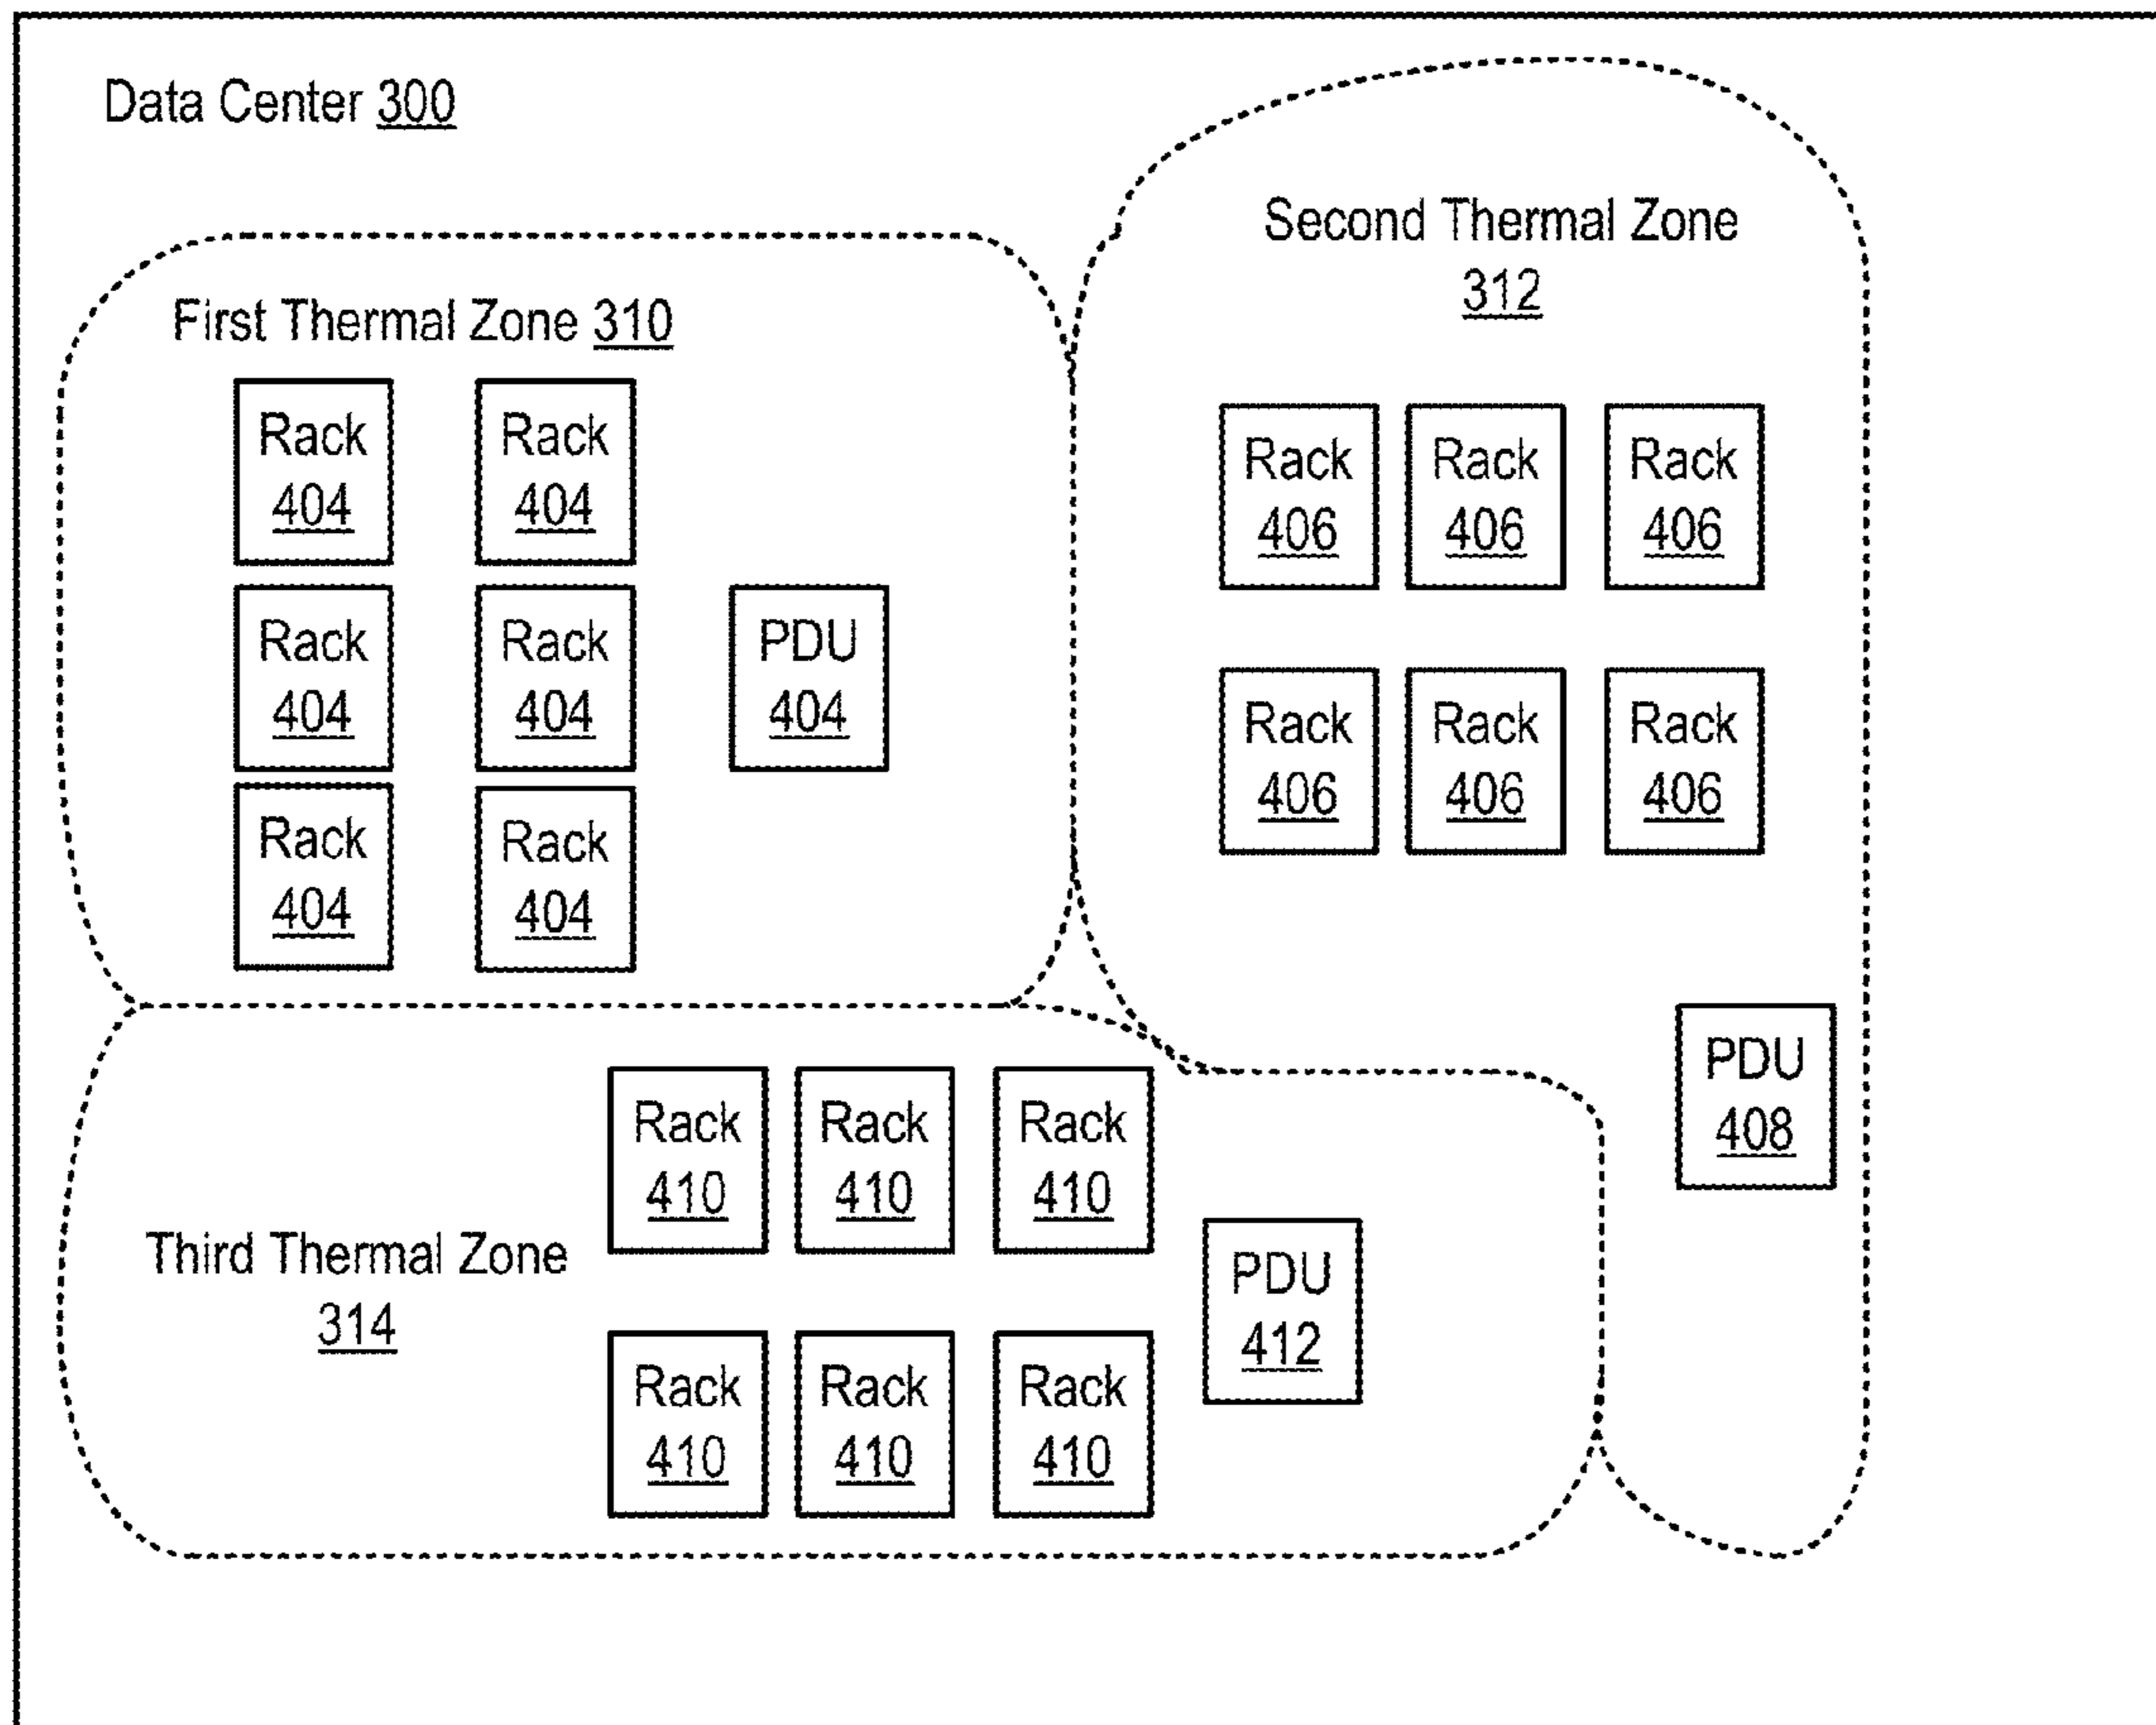 Data Center 300
First Thermal Zone 310
Rack
404
Rack
404
Rack
404
Rack
404
PDU
404
Rack
404
Rack
404
Second Thermal Zone
312
Rack
406
Rack
406
Rack
406
Rack
406
Rack
406
Rack
406
PDU
408
Third Thermal Zone
314
Rack
410
Rack
410
Rack
410
Rack
410
Rack
410
Rack
410
PDU
412